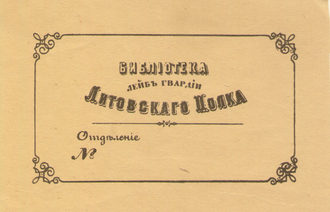 БИБЛІОТЕКА
ЛЕЙБЪ ГВАРДІИ
ЛИТОВСКАГО ПОЛКА
Отдѣленіе
№